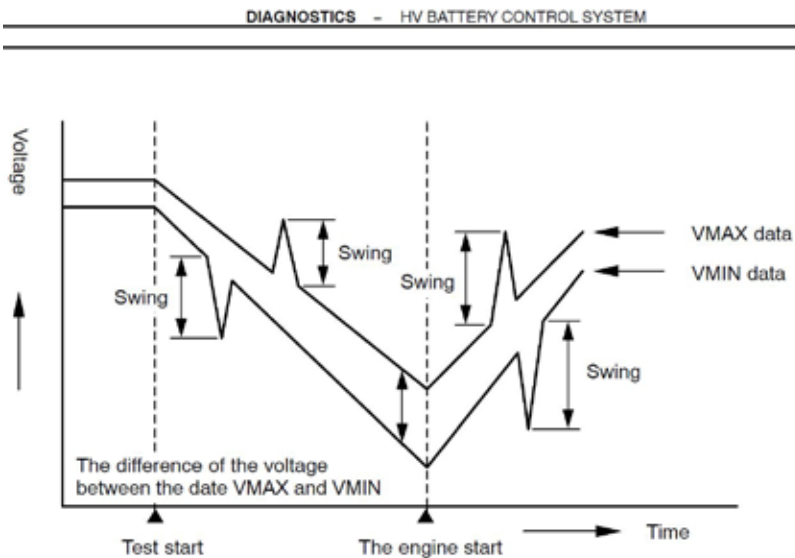 DIAGNOSTICS – HV BATTERY CONTROL SYSTEM
Voltage
Swing
Swing
Swing
VMAX data
VMIN data
Swing
The difference of the voltage
between the date VMAX and VMIN
Test start
The engine start
Time